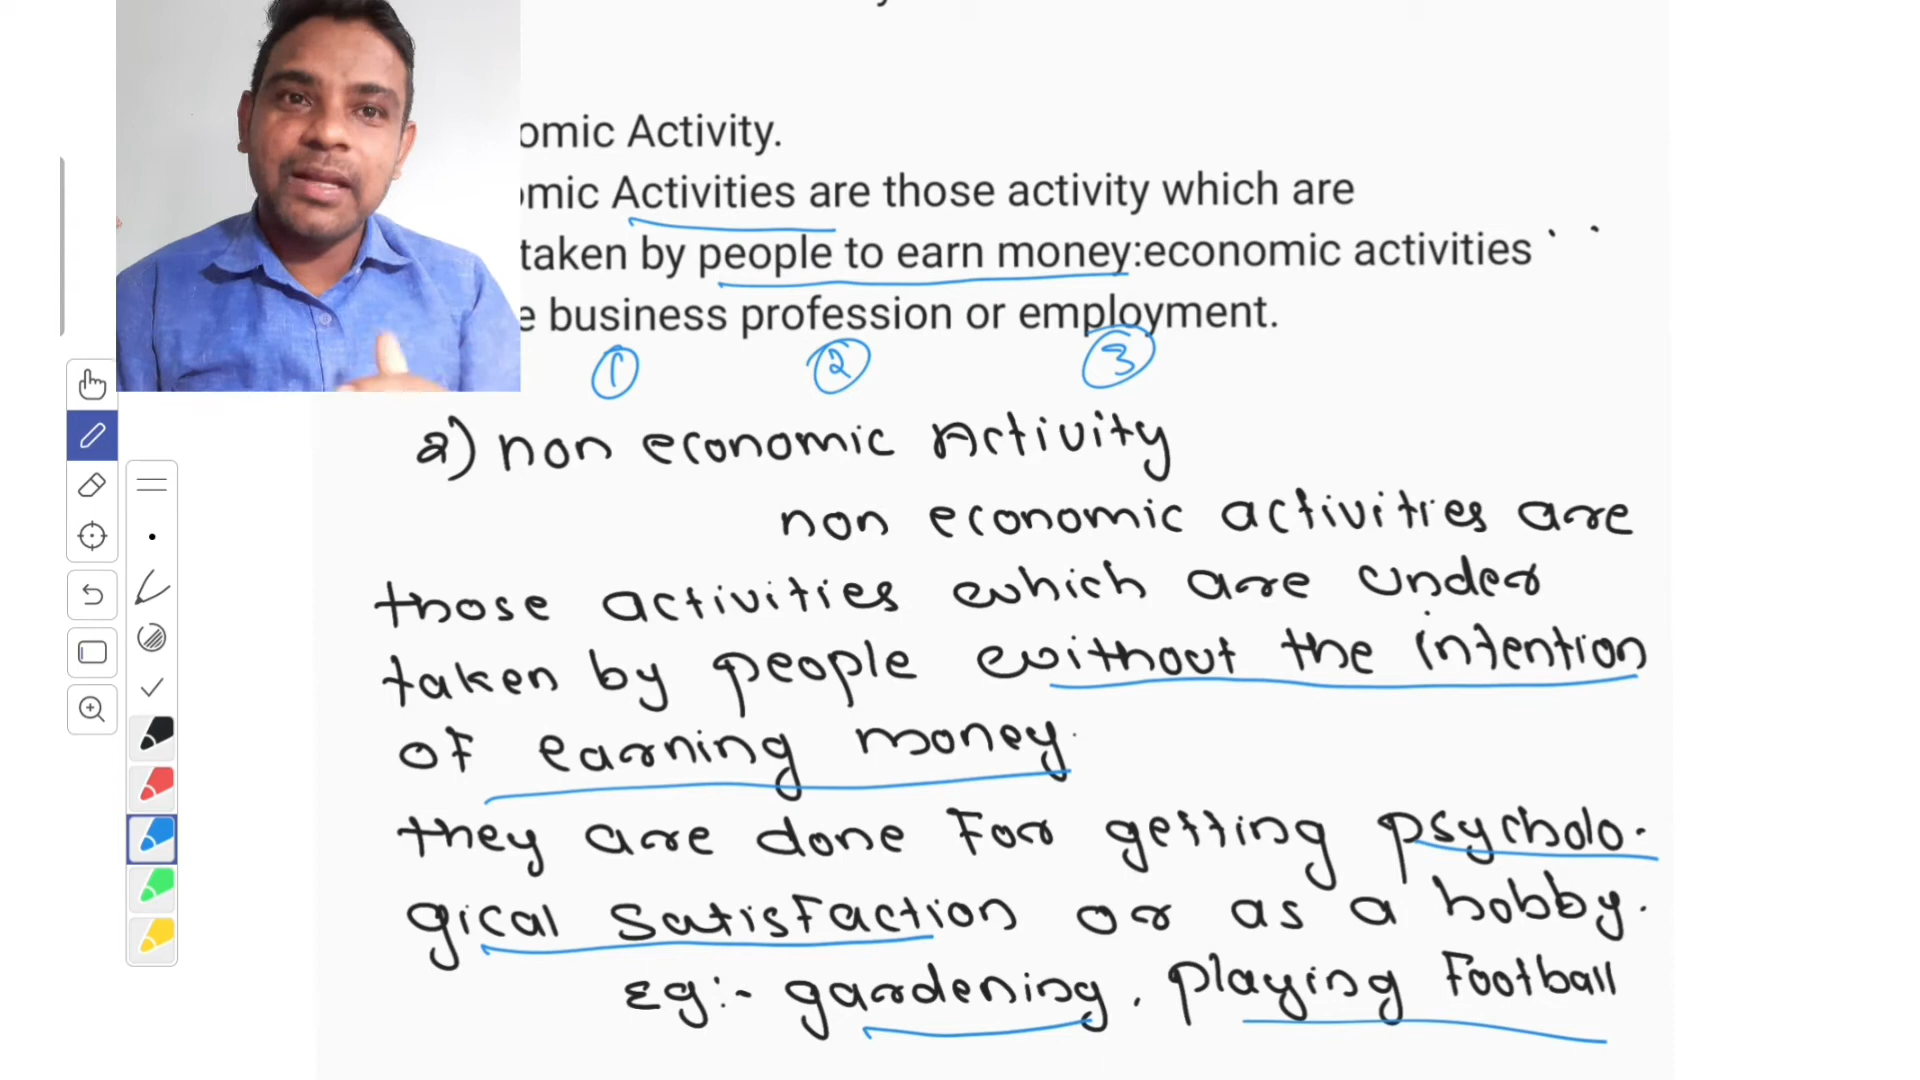 omic Activity.
omic Activities are those activity which are
taken by people to earn money:economic activities
e business profession or employment.
1 2 3
2) non economic Activity
non economic activities are
those activities which are under
taken by people without the intention
of earning money.
they are done For getting psycholo-
gical SatisFaction or as a hobby.
Eg:- gardening, Playing Football